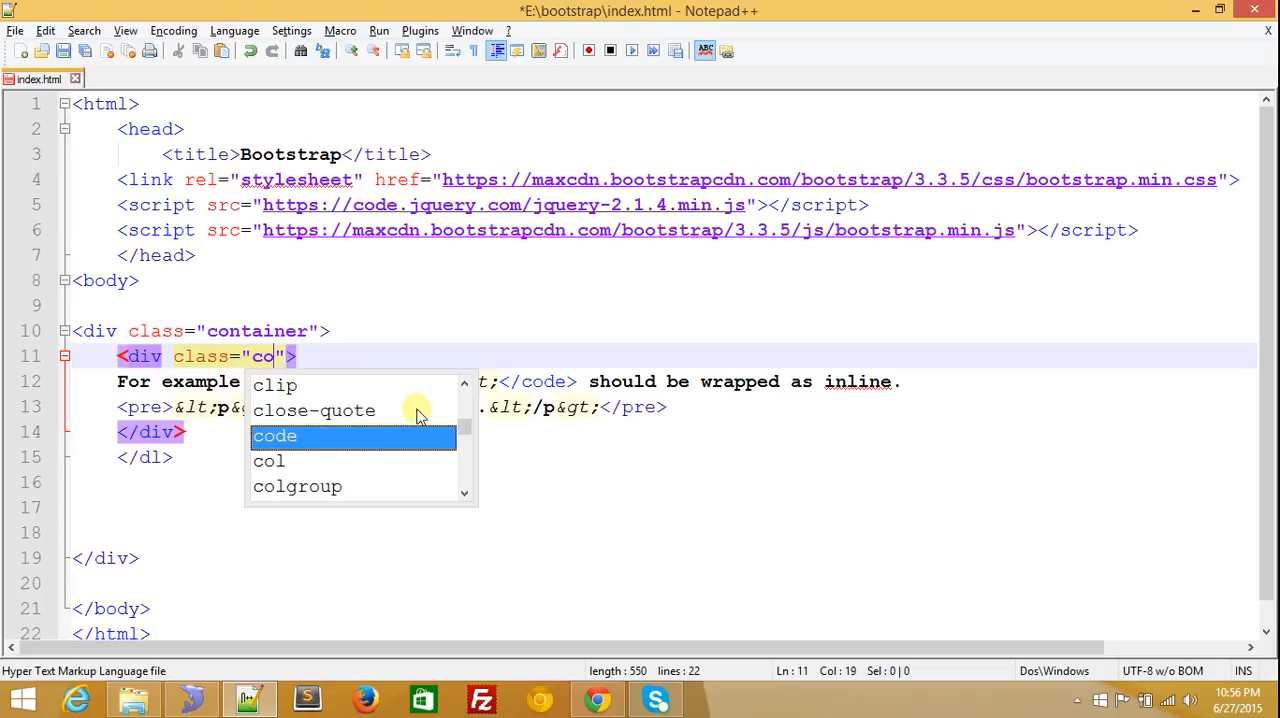 *E:\bootstrap\index.html - Notepad++
File Edit Search View Encoding Language Settings Macro Run Plugins Window ? X
ABC
index.html
1 <html>
2 <head>
3 <title>Bootstrap</title>
4 <link rel="stylesheet" href="https://maxcdn.bootstrapcdn.com/bootstrap/3.3.5/css/bootstrap.min.css">
5 <script src="https://code.jquery.com/jquery-2.1.4.min.js"></script>
6 <script src="https://maxcdn.bootstrapcdn.com/bootstrap/3.3.5/js/bootstrap.min.js"></script>
7 </head>
8 <body>
9
10 <div class="container">
11 <div class="co">
12 For example t;</code> should be wrapped as inline.
clip
13 <pre>&lt;p&g .&lt;/p&gt;</pre>
close-quote
14 </div>
code
15 </dl>
col
16
colgroup
17
18
19 </div>
20
21 </body>
22 </html>
Hyper Text Markup Language file length : 550 lines : 22 Ln : 11 Col : 19 Sel : 0 | 0 Dos\Windows UTF-8 w/o BOM INS
10:56 PM
6/27/2015